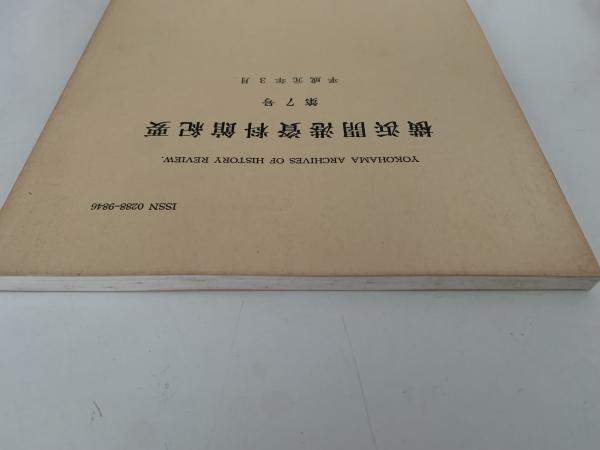 ISSN 0288-9846
YOKOHAMA ARCHIVES OF HISTORY REVIEW.
横浜開港資料館紀要
第7号
平成元年3月